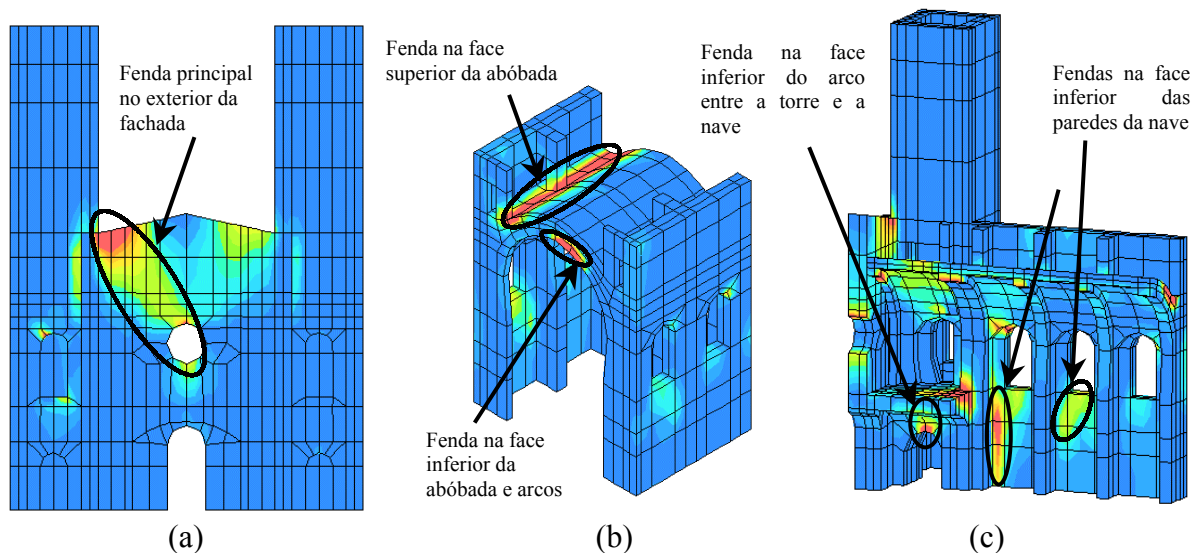 Fenda principal
no exterior da
fachada
Fenda na face
superior da abóbada
Fenda na face
inferior da
abóbada e arcos
Fenda na face
inferior do arco
entre a torre e a
nave
Fendas na face
inferior das
paredes da nave
(a)
(b)
(c)